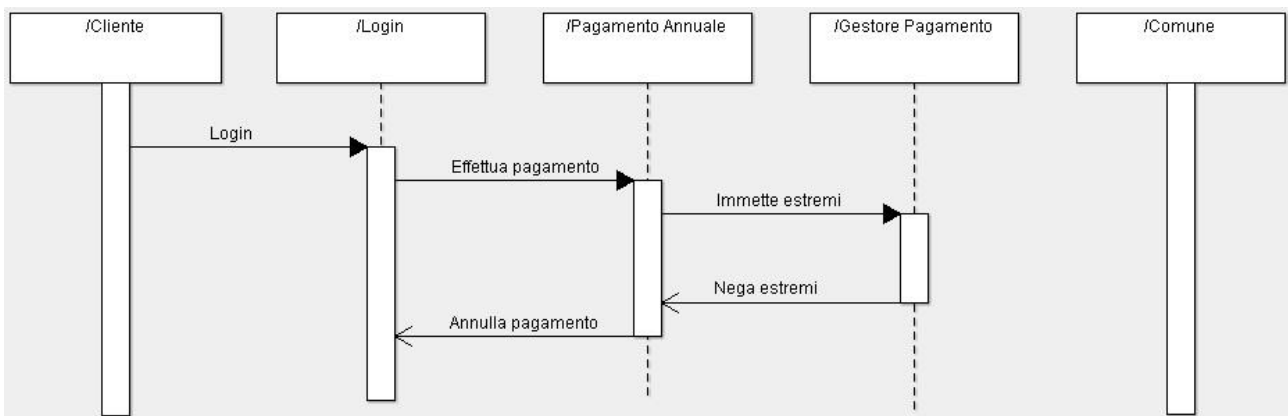 /Cliente
/Login
/Pagamento Annuale
/Gestore Pagamento
/Comune
Login
Effettua pagamento
Immette estremi
Nega estremi
Annulla pagamento